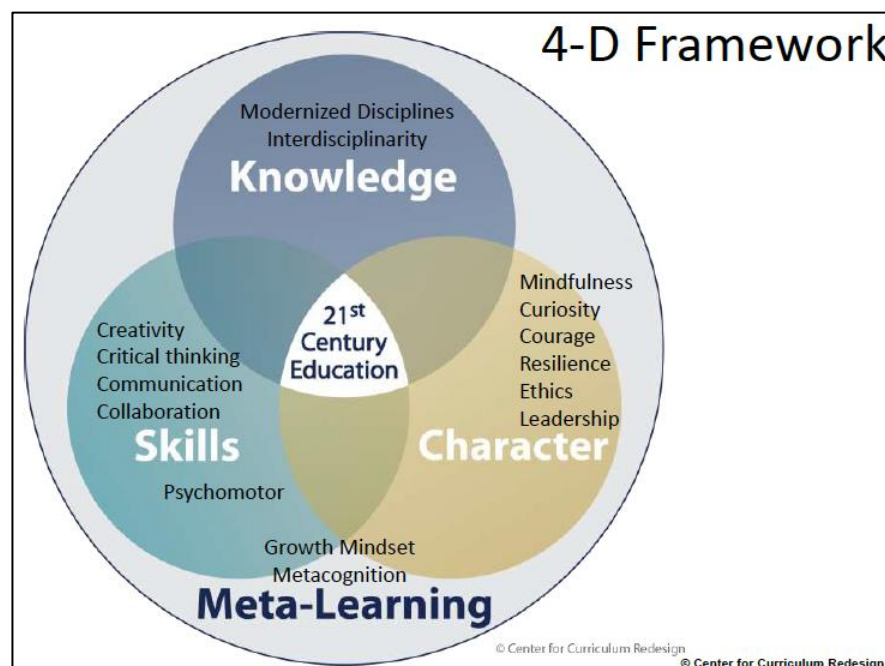 4-D Framework
Modernized Disciplines
Interdisciplinarity
Knowledge
Mindfulness
Curiosity
Courage
Resilience
Ethics
Leadership
Character
21st
Century
Education
Creativity
Critical thinking
Communication
Collaboration
Skills
Psychomotor
Growth Mindset
Metacognition
Meta-Learning
© Center for Curriculum Redesign
© Center for Curriculum Redesign